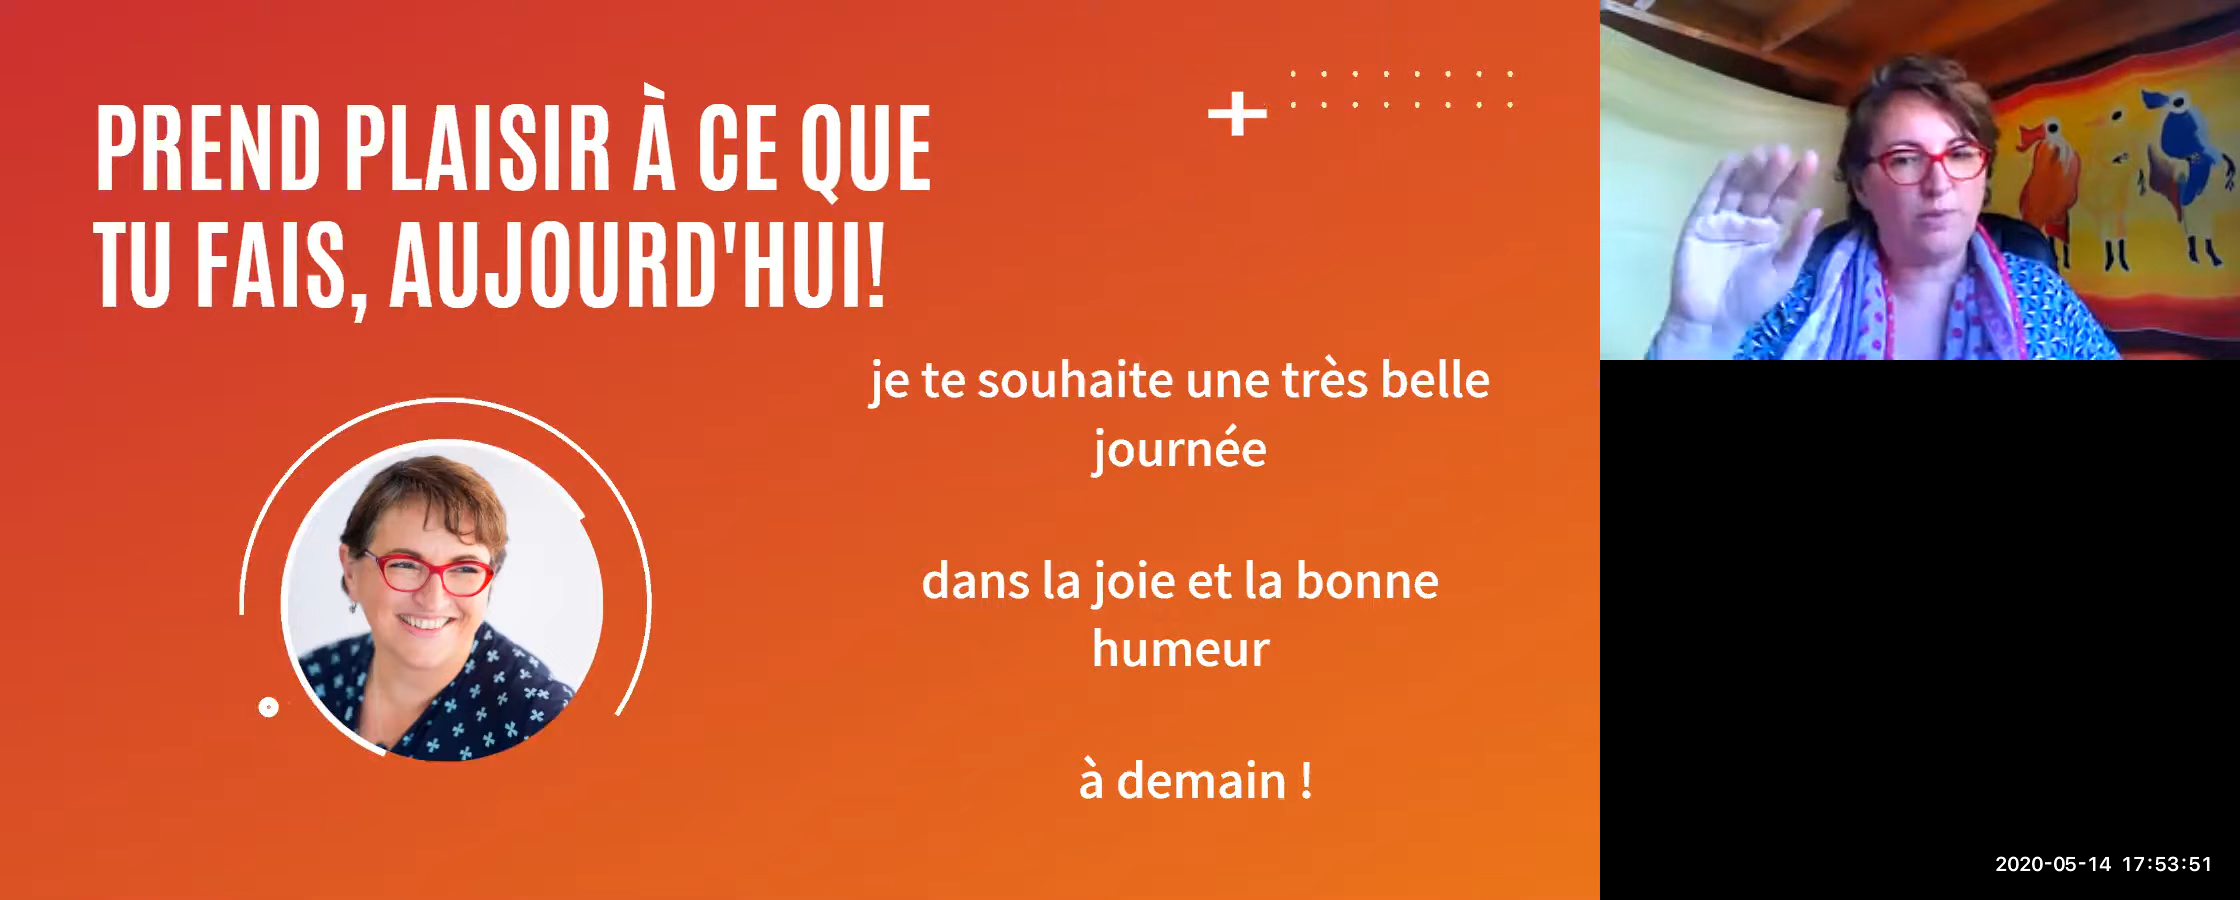 PREND PLAISIR À CE QUE
TU FAIS, AUJOURD'HUI!
je te souhaite une très belle
journée
dans la joie et la bonne
humeur
à demain !
2020-05-14 17:53:51